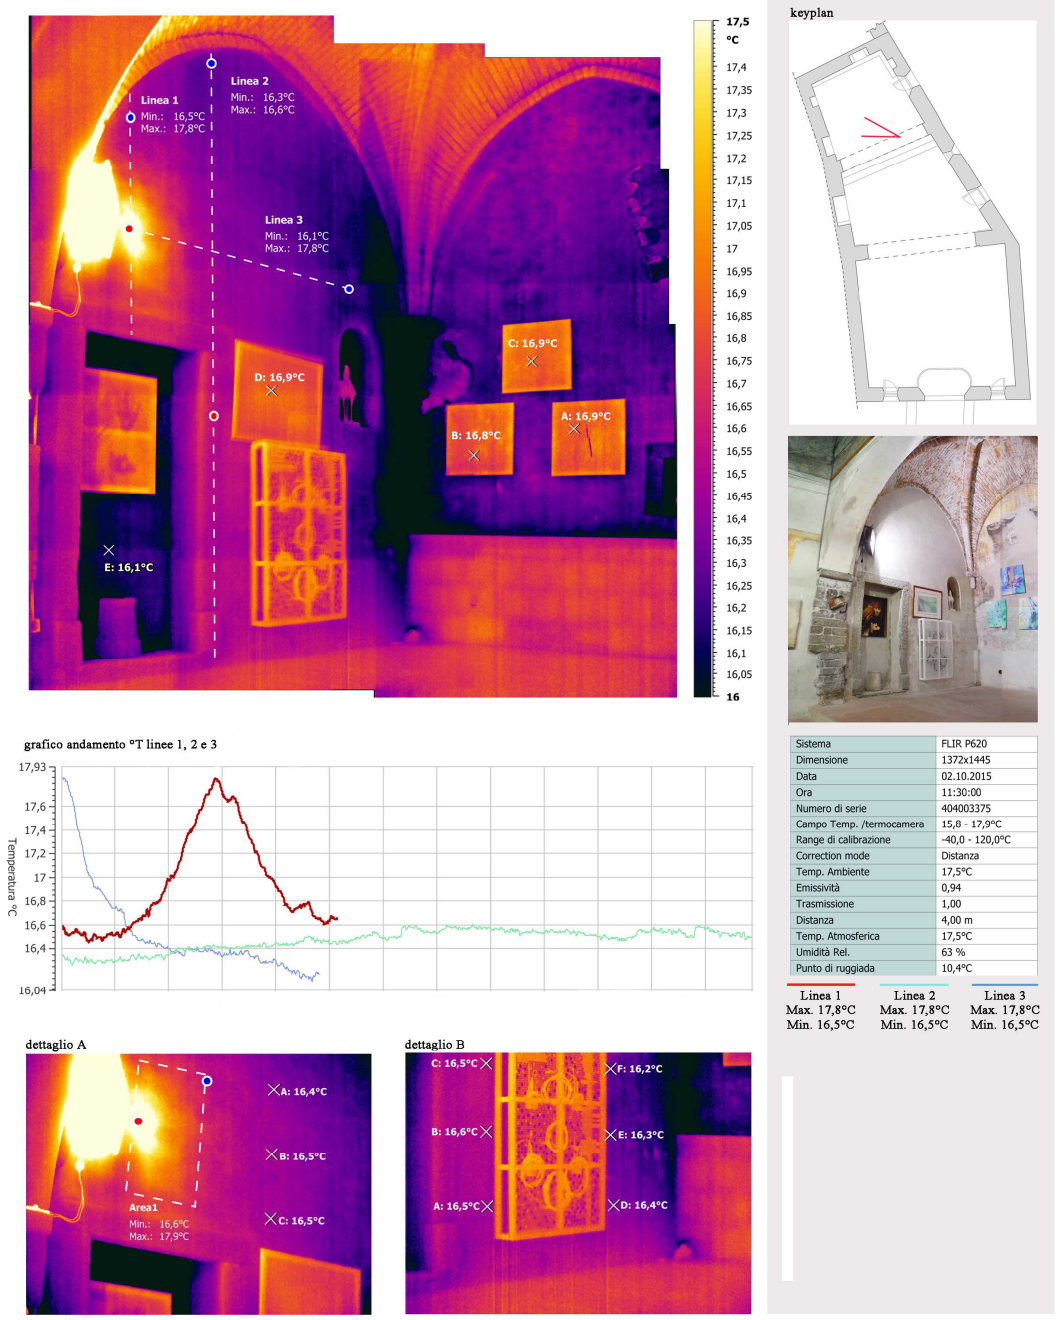 keyplan
17,5
°C
17,4
17,35
17,3
17,25
17,2
17,15
17,1
17,05
17
16,95
16,9
16,85
16,8
16,75
16,7
16,65
16,6
16,55
16,5
16,45
16,4
16,35
16,3
16,25
16,2
16,15
16,1
16,05
16
Linea 1
Min.: 16,5°C
Max.: 17,8°C
Linea 2
Min.: 16,3°C
Max.: 16,6°C
Linea 3
Min.: 16,1°C
Max.: 17,8°C
C: 16,9°C
D: 16,9°C
A: 16,9°C
B: 16,8°C
E: 16,1°C
grafico andamento °T linee 1, 2 e 3
Temperatura °C
17,93
17,6
17,4
17,2
17
16,8
16,6
16,4
16,04
Sistema FLIR P620
Dimensione 1372x1445
Data 02.10.2015
Ora 11:30:00
Numero di serie 404003375
Campo Temp. /termocamera 15,8 - 17,9°C
Range di calibrazione -40,0 - 120,0°C
Correction mode Distanza
Temp. Ambiente 17,5°C
Emissività 0,94
Trasmissione 1,00
Distanza 4,00 m
Temp. Atmosferica 17,5°C
Umidità Rel. 63 %
Punto di ruggiada 10,4°C
Linea 1
Max. 17,8°C
Min. 16,5°C
Linea 2
Max. 17,8°C
Min. 16,5°C
Linea 3
Max. 17,8°C
Min. 16,5°C
dettaglio A
A: 16,4°C
B: 16,5°C
C: 16,5°C
Area1
Min.: 16,6°C
Max.: 17,9°C
dettaglio B
C: 16,5°C
F: 16,2°C
B: 16,6°C
E: 16,3°C
A: 16,5°C
D: 16,4°C